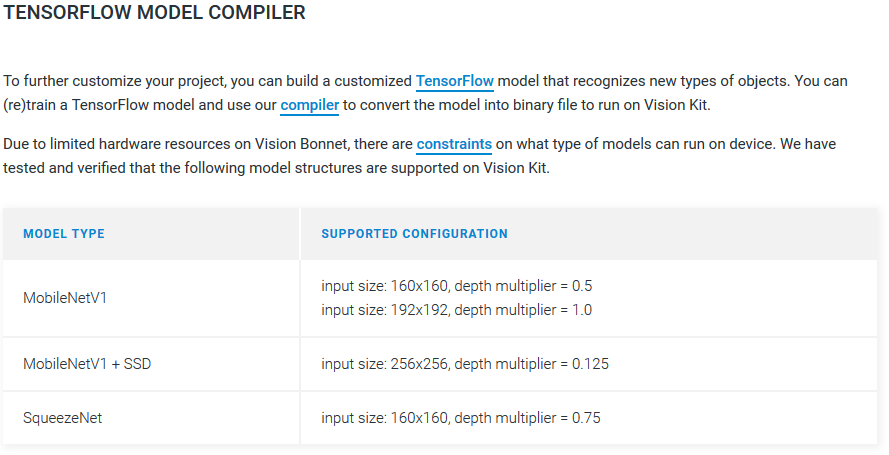 TENSORFLOW MODEL COMPILER
To further customize your project, you can build a customized TensorFlow model that recognizes new types of objects. You can
(re)train a TensorFlow model and use our compiler to convert the model into binary file to run on Vision Kit.
Due to limited hardware resources on Vision Bonnet, there are constraints on what type of models can run on device. We have
tested and verified that the following model structures are supported on Vision Kit.
MODEL TYPE SUPPORTED CONFIGURATION
MobileNetV1
input size: 160x160, depth multiplier = 0.5
input size: 192x192, depth multiplier = 1.0
MobileNetV1 + SSD input size: 256x256, depth multiplier = 0.125
SqueezeNet input size: 160x160, depth multiplier = 0.75